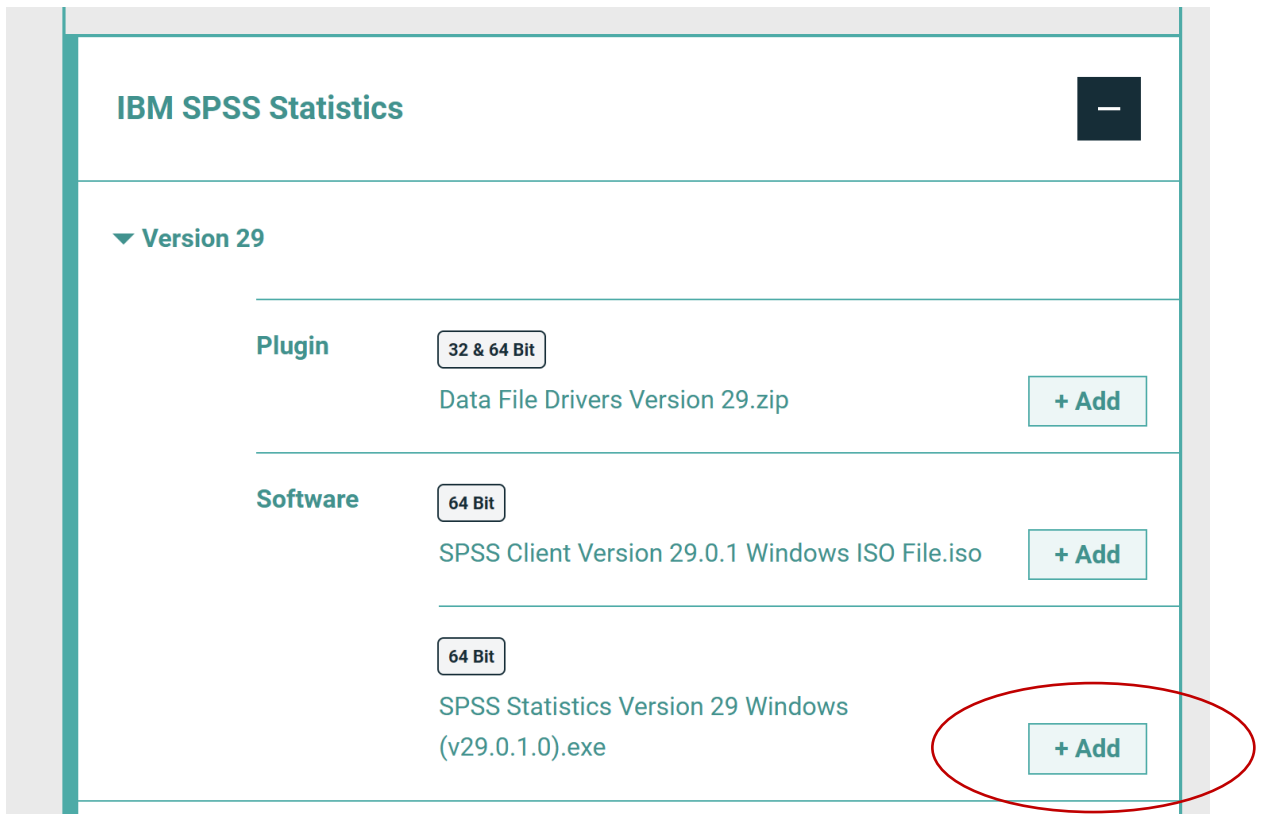 IBM SPSS Statistics
Version 29
Plugin
32 & 64 Bit
Data File Drivers Version 29.zip
+ Add
Software
64 Bit
SPSS Client Version 29.0.1 Windows ISO File.iso
+ Add
64 Bit
SPSS Statistics Version 29 Windows
(v29.0.1.0).exe
+ Add